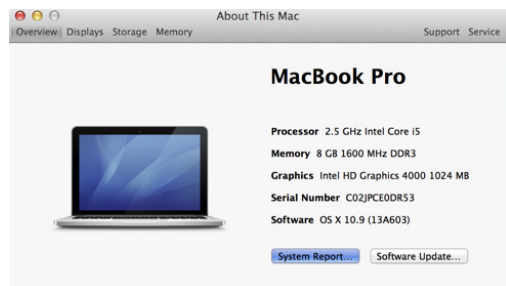 About This Mac
Overview Displays Storage Memory Support Service
MacBook Pro
Processor 2.5 GHz Intel Core i5
Memory 8 GB 1600 MHz DDR3
Graphics Intel HD Graphics 4000 1024 MB
Serial Number C02JPCE0DR53
Software OS X 10.9 (13A603)
System Report... Software Update...